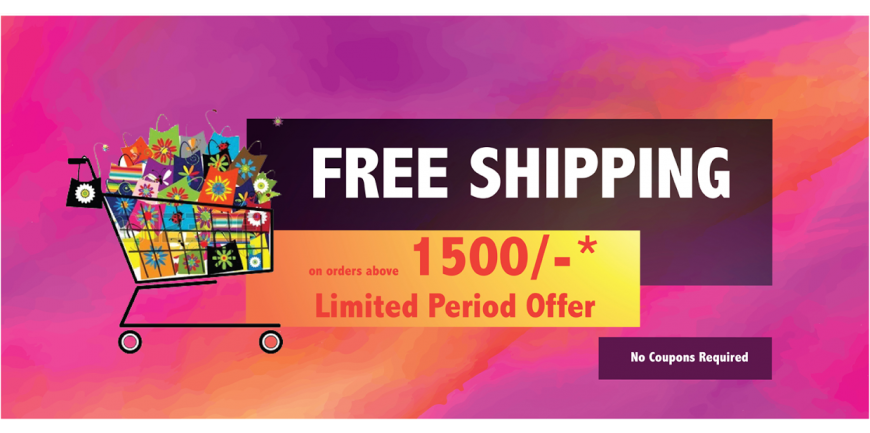 FREE SHIPPING
on orders above 1500/-*
Limited Period Offer
No Coupons Required